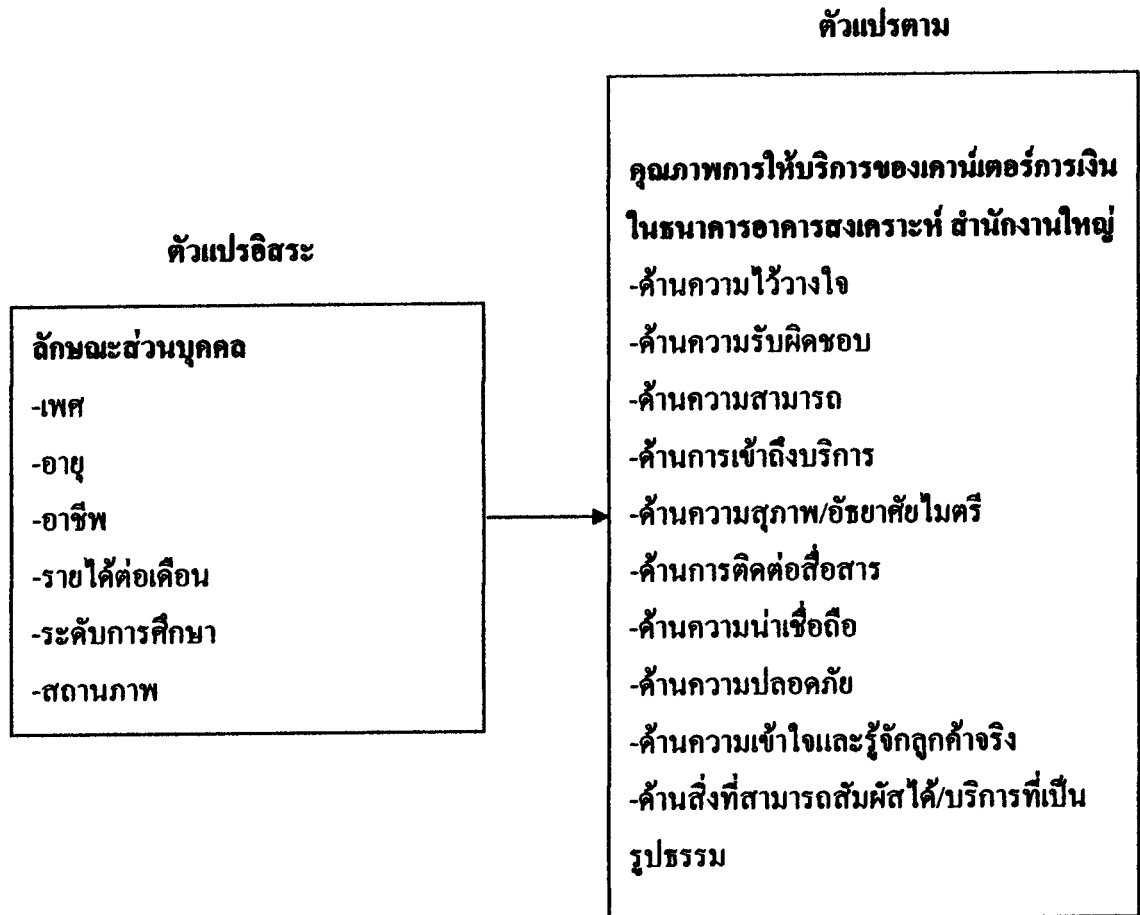 ตัวแปรตาม
คุณภาพการให้บริการของเคาน์เตอร์การเงิน
ในธนาคารอาคารสงเคราะห์ สำนักงานใหญ่
-ด้านความไว้วางใจ
-ด้านความรับผิดชอบ
-ด้านความสามารถ
-ด้านการเข้าถึงบริการ
-ด้านความสุภาพ/อัธยาศัยไมตรี
-ด้านการติดต่อสื่อสาร
-ด้านความน่าเชื่อถือ
-ด้านความปลอดภัย
-ด้านความเข้าใจและรู้จักลูกค้าจริง
-ด้านสิ่งที่สามารถสัมผัสได้/บริการที่เป็น
รูปธรรม
ตัวแปรอิสระ
ลักษณะส่วนบุคคล
-เพศ
-อายุ
-อาชีพ
-รายได้ต่อเดือน
-ระดับการศึกษา
-สถานภาพ